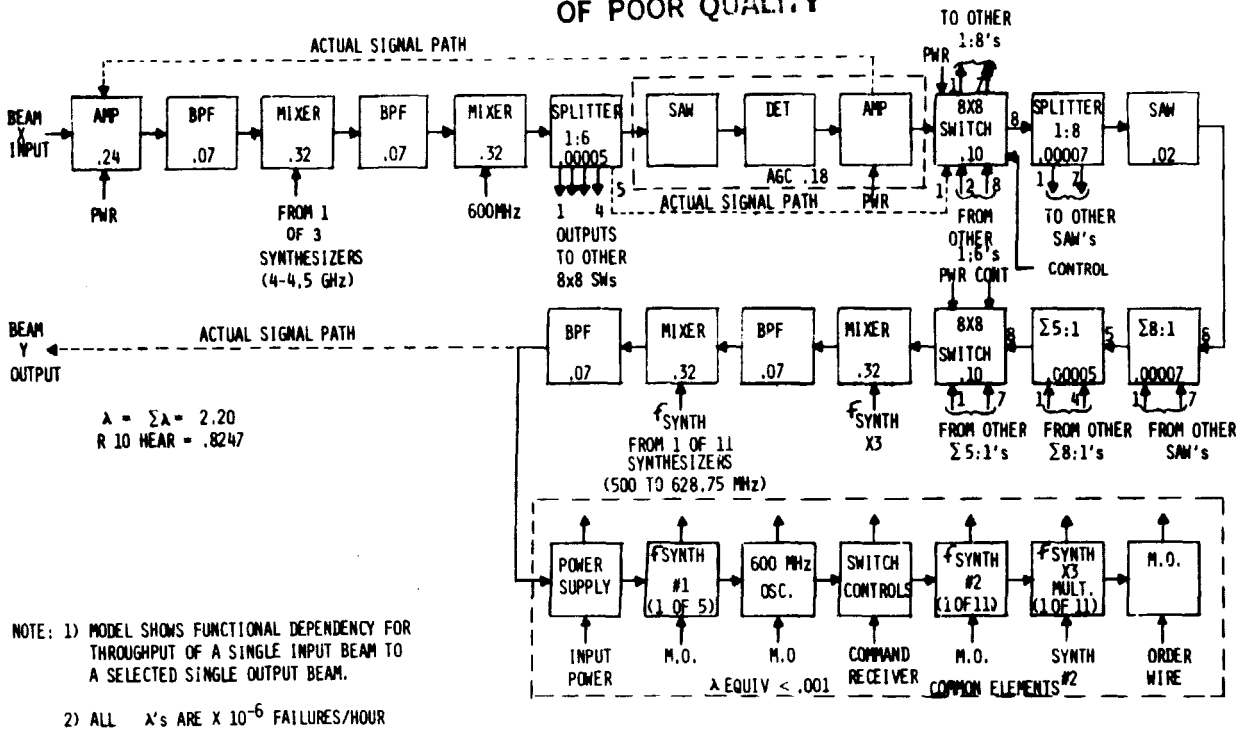 OF POOR QUALITY
ACTUAL SIGNAL PATH
TO OTHER
1:8's
PWR
1 7
BEAM
X
INPUT
AMP
.24
PWR
BPF
.07
MIXER
.32
FROM 1
OF 3
SYNTHESIZERS
(4-4.5 GHz)
BPF
.07
MIXER
.32
600MHz
SPLITTER
1:6
.00005
5
1 4
OUTPUTS
TO OTHER
8x8 SWs
SAW
DET
AMP
AGC .18
PWR
ACTUAL SIGNAL PATH
8X8
SWITCH
.10
8
1 2 8
FROM
OTHER
1:6's
SPLITTER
1:8
.00007
1 7
TO OTHER
SAW's
CONTROL
SAW
.02
BEAM
Y
OUTPUT
ACTUAL SIGNAL PATH
BPF
.07
MIXER
.32
fSYNTH
FROM 1 OF 11
SYNTHESIZERS
(500 TO 628.75 MHz)
BPF
.07
MIXER
.32
fSYNTH
X3
PWR CONT
8X8
SWITCH
.10
8
1 7
FROM OTHER
Σ5:1's
Σ5:1
.00005
5
1 4
FROM OTHER
Σ8:1's
Σ8:1
.00007
6
1 7
FROM OTHER
SAW's
λ = Σλ= 2.20
R 10 HEAR = .8247
POWER
SUPPLY
INPUT
POWER
fSYNTH
#1
(1 OF 5)
M.O.
600 MHz
OSC.
M.O
SWITCH
CONTROLS
COMMAND
RECEIVER
fSYNTH
#2
(1 OF11)
M.O.
fSYNTH
X3
MULT.
(1 OF11)
SYNTH
#2
M.O.
ORDER
WIRE
λ EQUIV < .001
COMMON ELEMENTS
NOTE: 1) MODEL SHOWS FUNCTIONAL DEPENDENCY FOR
THROUGHPUT OF A SINGLE INPUT BEAM TO
A SELECTED SINGLE OUTPUT BEAM.
2) ALL λ's ARE X 10-6 FAILURES/HOUR